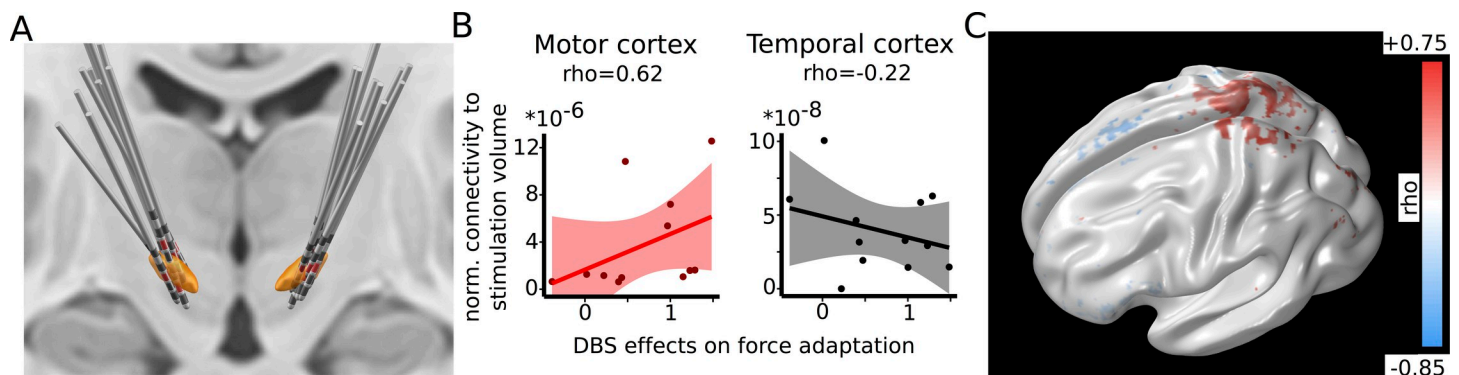 A
B
C
Motor cortex
rho=0.62
Temporal cortex
rho=-0.22
norm. connectivity to
stimulation volume
*10-6
12
8
4
0
0
1
*10-8
10
5
0
0
1
DBS effects on force adaptation
+0.75
rho
-0.85